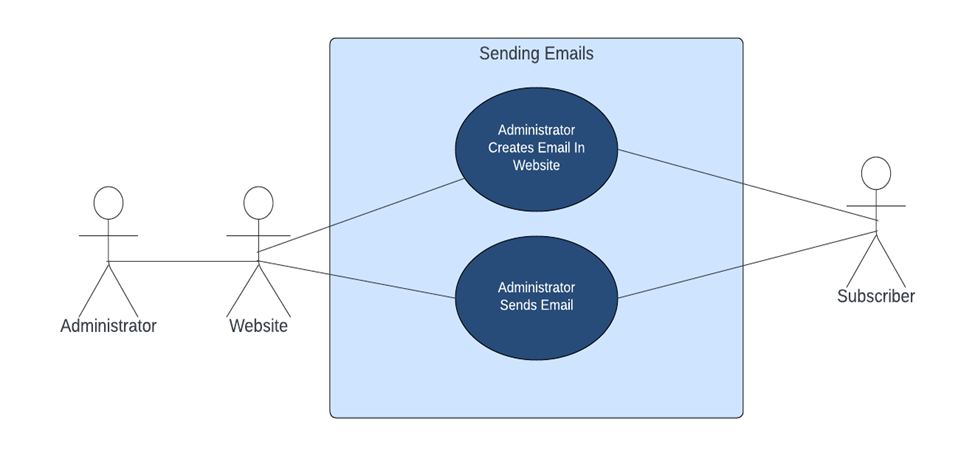 Sending Emails
Administrator
Creates Email In
Website
Administrator
Sends Email
Administrator
Website
Subscriber